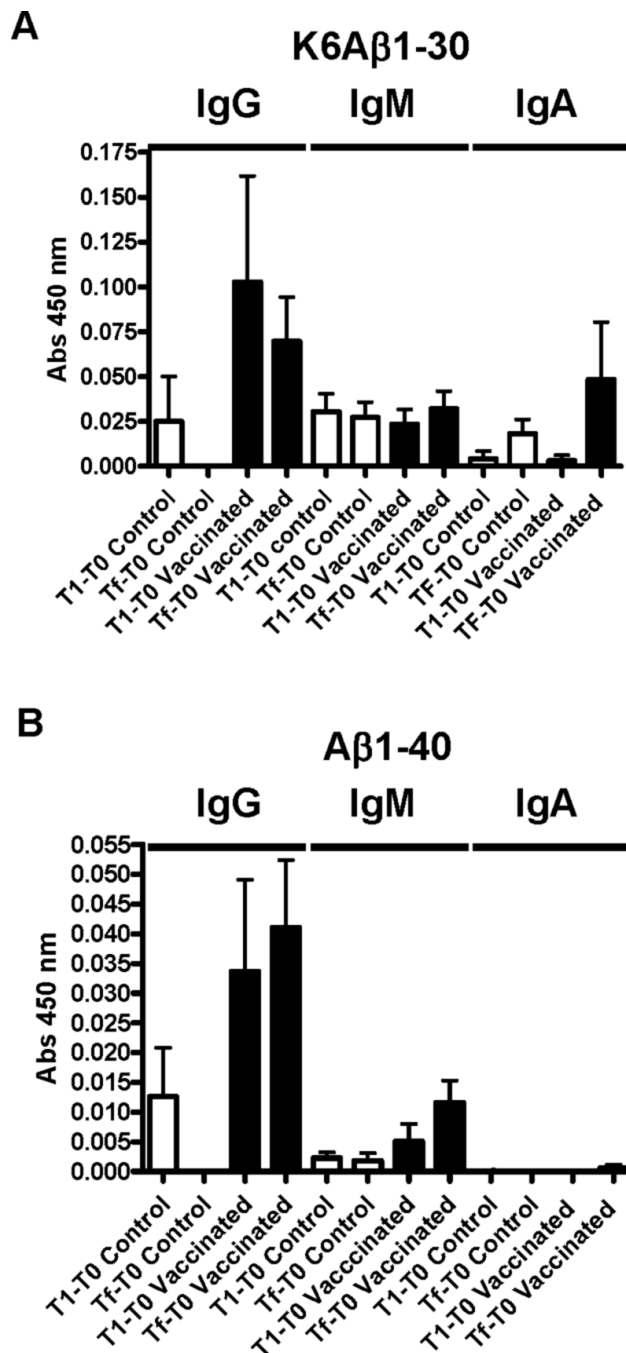 A
K6Aβ1-30
IgG IgM IgA
0.175
0.150
0.125
0.100
0.075
0.050
0.025
0.000
Abs 450 nm
T1-T0 Control
Tf-T0 Control
T1-T0 Vaccinated
Tf-T0 Vaccinated
T1-T0 control
Tf-T0 Control
T1-T0 Vaccinated
Tf-T0 Vaccinated
T1-T0 Control
TF-T0 Control
T1-T0 Vaccinated
TF-T0 Vaccinated
B
Aβ1-40
IgG IgM IgA
0.055
0.050
0.045
0.040
0.035
0.030
0.025
0.020
0.015
0.010
0.005
0.000
Abs 450 nm
T1-T0 Control
Tf-T0 Control
T1-T0 Vaccinated
Tf-T0 Vaccinated
T1-T0 Control
Tf-T0 Control
T1-T0 Vacccinated
Tf-T0 Vaccinated
T1-T0 Control
Tf-T0 Control
T1-T0 Vaccinated
Tf-T0 Vaccinated